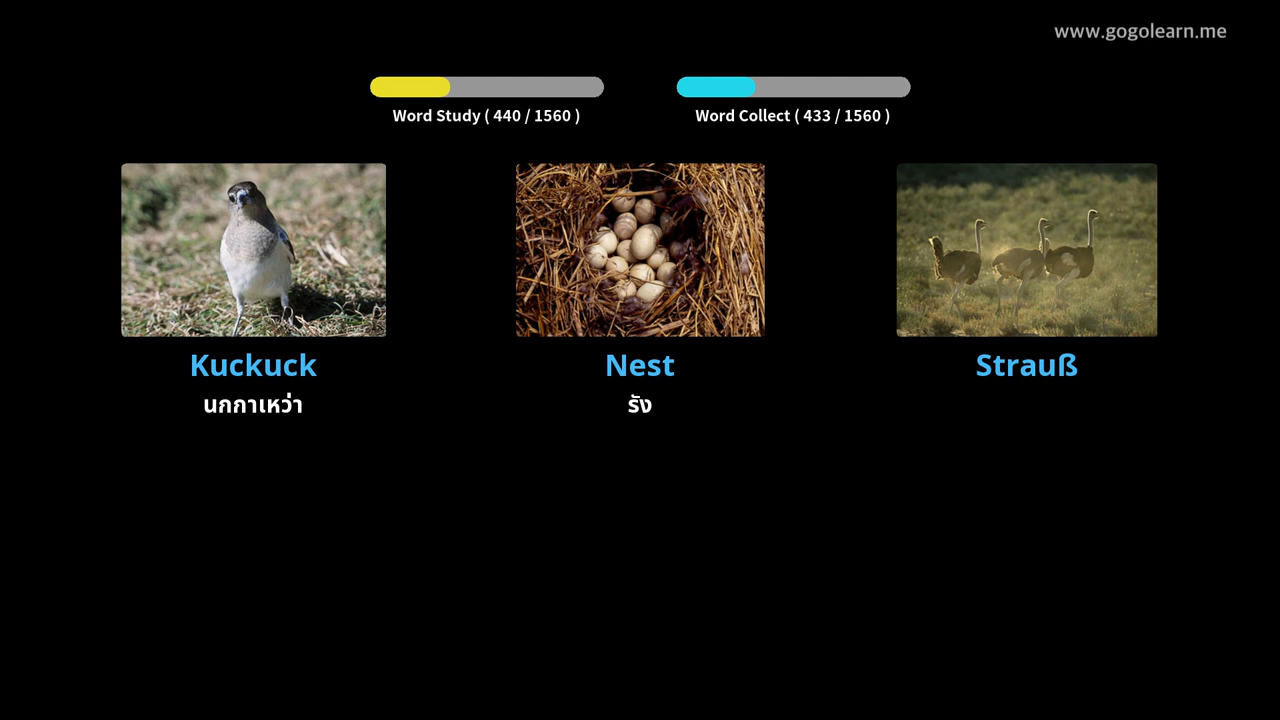 www.gogolearn.me
Word Study ( 440 / 1560 )
Word Collect ( 433 / 1560 )
Kuckuck
Nest
Strauß
นกกาเหว่า
รัง